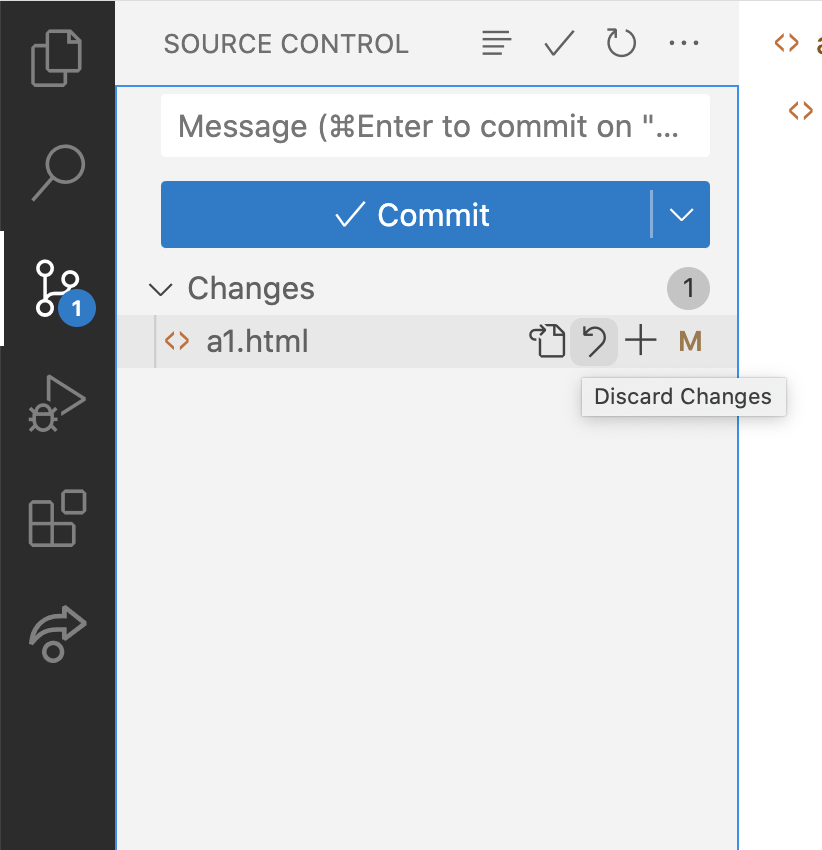 SOURCE CONTROL
Message (⌘Enter to commit on "...
Commit
Changes
1
1
a1.html
M
Discard Changes